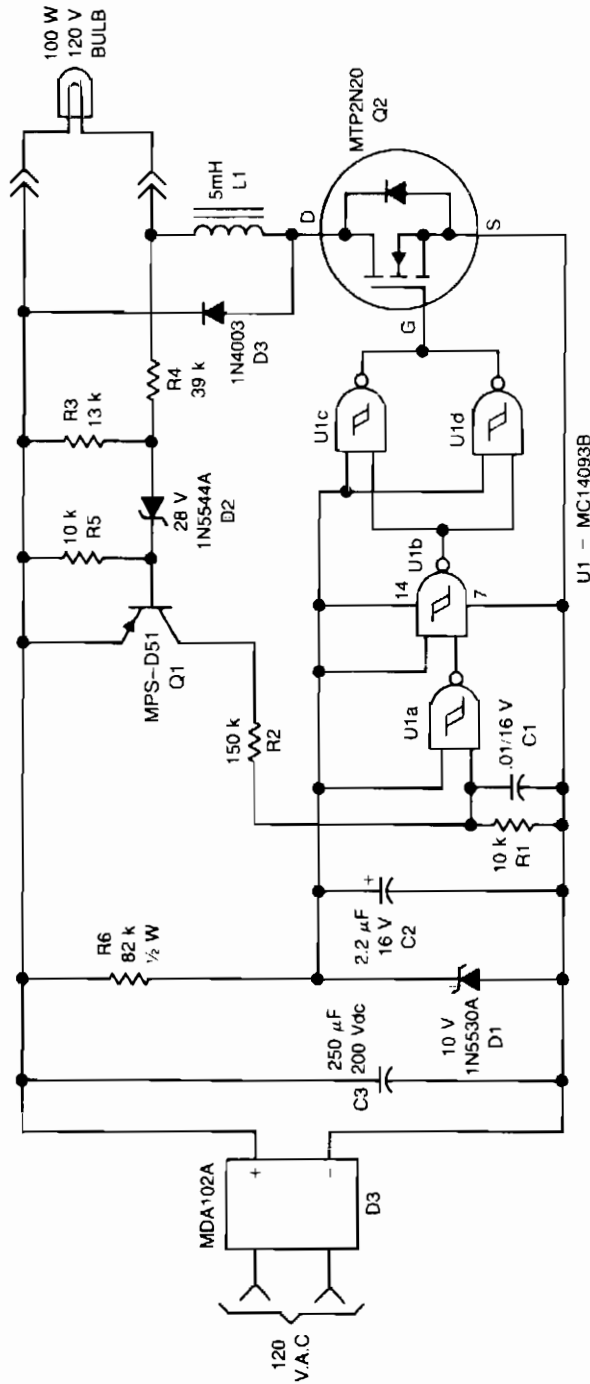 120
V.A.C
MDA102A
+
−
D3
C3
250 µF
200 Vdc
R6
82 k
½ W
10 V
1N5530A
D1
2.2 µF
16 V
C2
+
10 k
R1
.01/16 V
C1
150 k
R2
MPS–D51
Q1
10 k
R5
28 V
1N5544A
D2
R3
13 k
R4
39 k
1N4003
D3
5mH
L1
100 W
120 V
BULB
U1a
14
7
U1b
U1c
U1d
G
D
S
MTP2N20
Q2
U1 – MC14093B